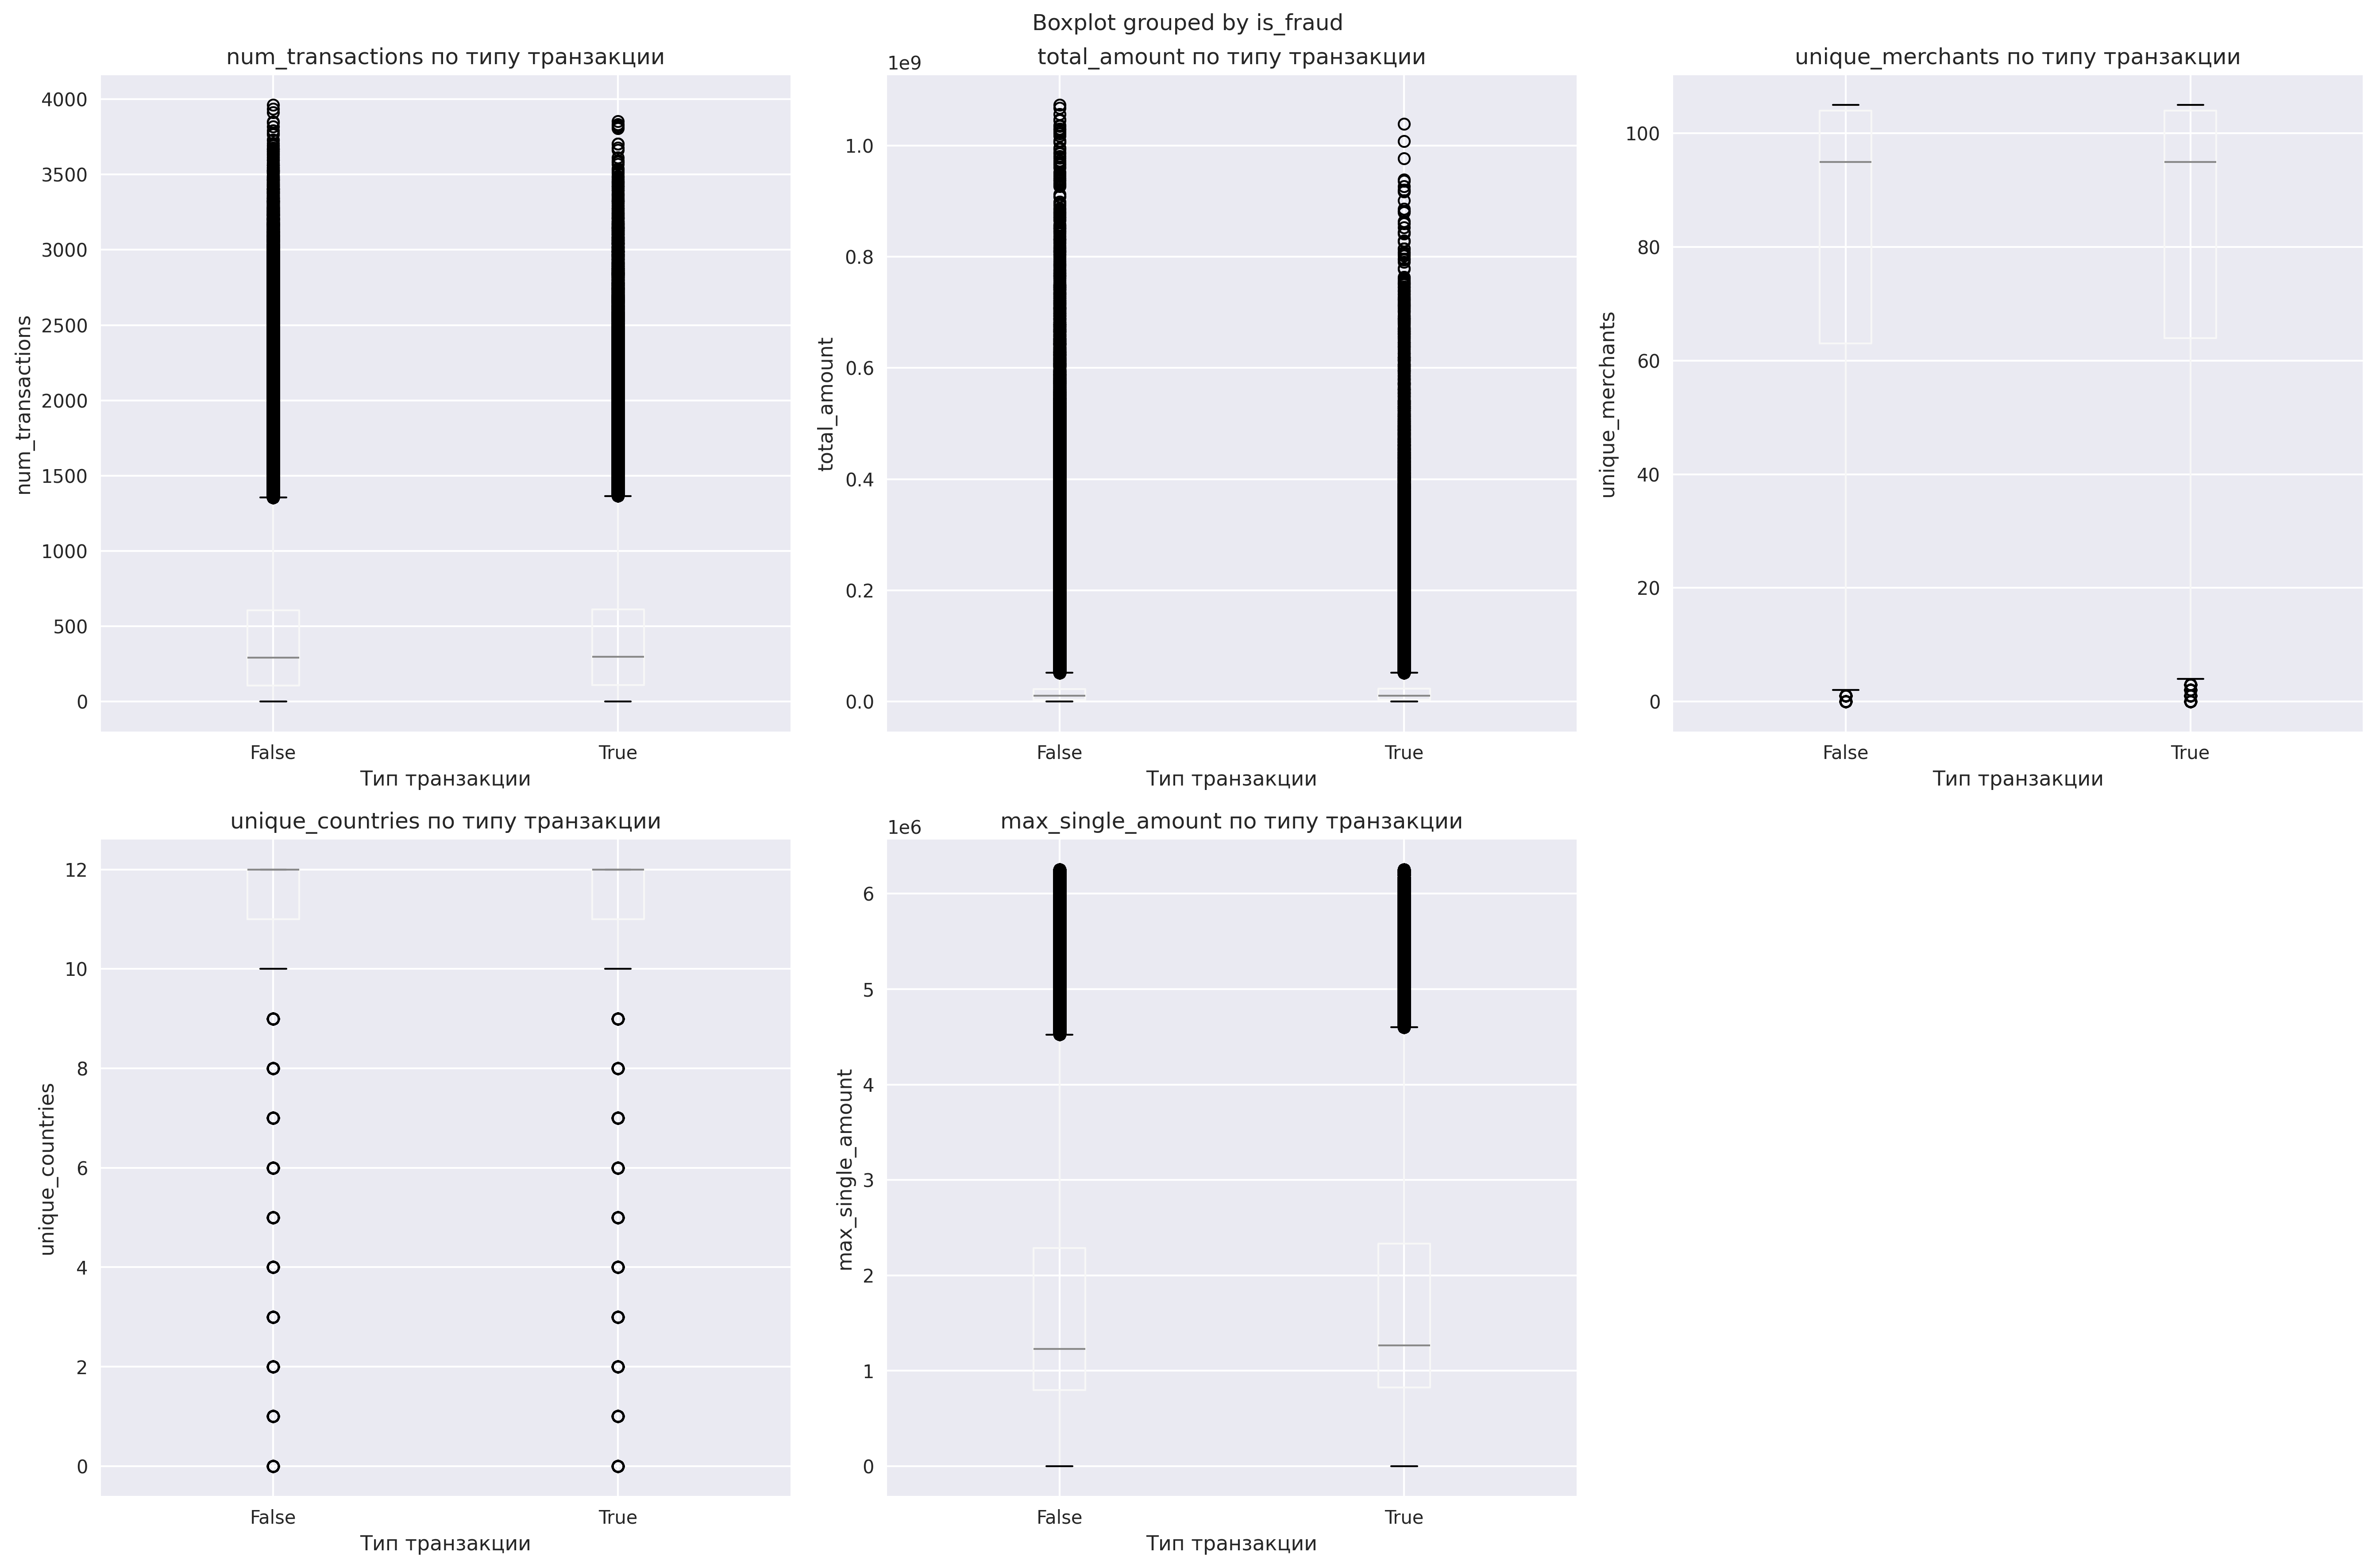 Boxplot grouped by is_fraud
num_transactions по типу транзакции
num_transactions
4000
3500
3000
2500
2000
1500
1000
500
0
False
True
Тип транзакции
total_amount по типу транзакции
1e9
total_amount
1.0
0.8
0.6
0.4
0.2
0.0
False
True
Тип транзакции
unique_merchants по типу транзакции
unique_merchants
100
80
60
40
20
0
False
True
Тип транзакции
unique_countries по типу транзакции
unique_countries
12
10
8
6
4
2
0
False
True
Тип транзакции
max_single_amount по типу транзакции
1e6
max_single_amount
6
5
4
3
2
1
0
False
True
Тип транзакции